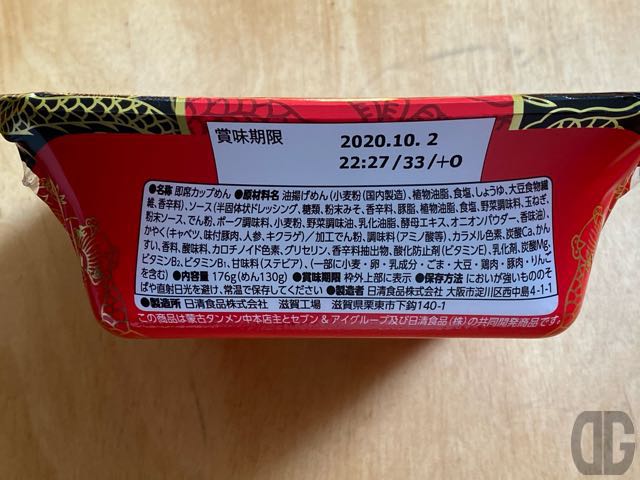 賞味期限
2020.10. 2
22:27/33/+O
●名称 即席カップめん ●原材料名 油揚げめん(小麦粉(国内製造)、植物油脂、食塩、しょうゆ、大豆食物繊
維、香辛料)、ソース(半固体状ドレッシング、糖類、粉末みそ、香辛料、豚脂、植物油脂、食塩、野菜調味料、玉ねぎ、
粉末ソース、でん粉、ポーク調味料、小麦粉、野菜調味油、乳化油脂、酵母エキス、オニオンパウダー、香味油)、
かやく(キャベツ、味付豚肉、人参、キクラゲ)/加工でん粉、調味料(アミノ酸等)、カラメル色素、炭酸Ca、かん
すい、香料、酸味料、カロチノイド色素、グリセリン、香辛料抽出物、酸化防止剤(ビタミンE)、乳化剤、炭酸Mg、
ビタミンB2、ビタミンB1、甘味料(ステビア)、(一部に小麦・卵・乳成分・ごま・大豆・鶏肉・豚肉・りんご
を含む) ●内容量 176g(めん130g) ●賞味期限 枠外上部に表示 ●保存方法 においが強いもののそ
ばや直射日光を避け、常温で保存してください ●製造者 日清食品株式会社 大阪市淀川区西中島4-1-1
●製造所 日清食品株式会社 滋賀工場 滋賀県栗東市下鈎140-1
この商品は蒙古タンメン中本店主とセブン&アイグループ及び日清食品(株)の共同開発商品です。
DG